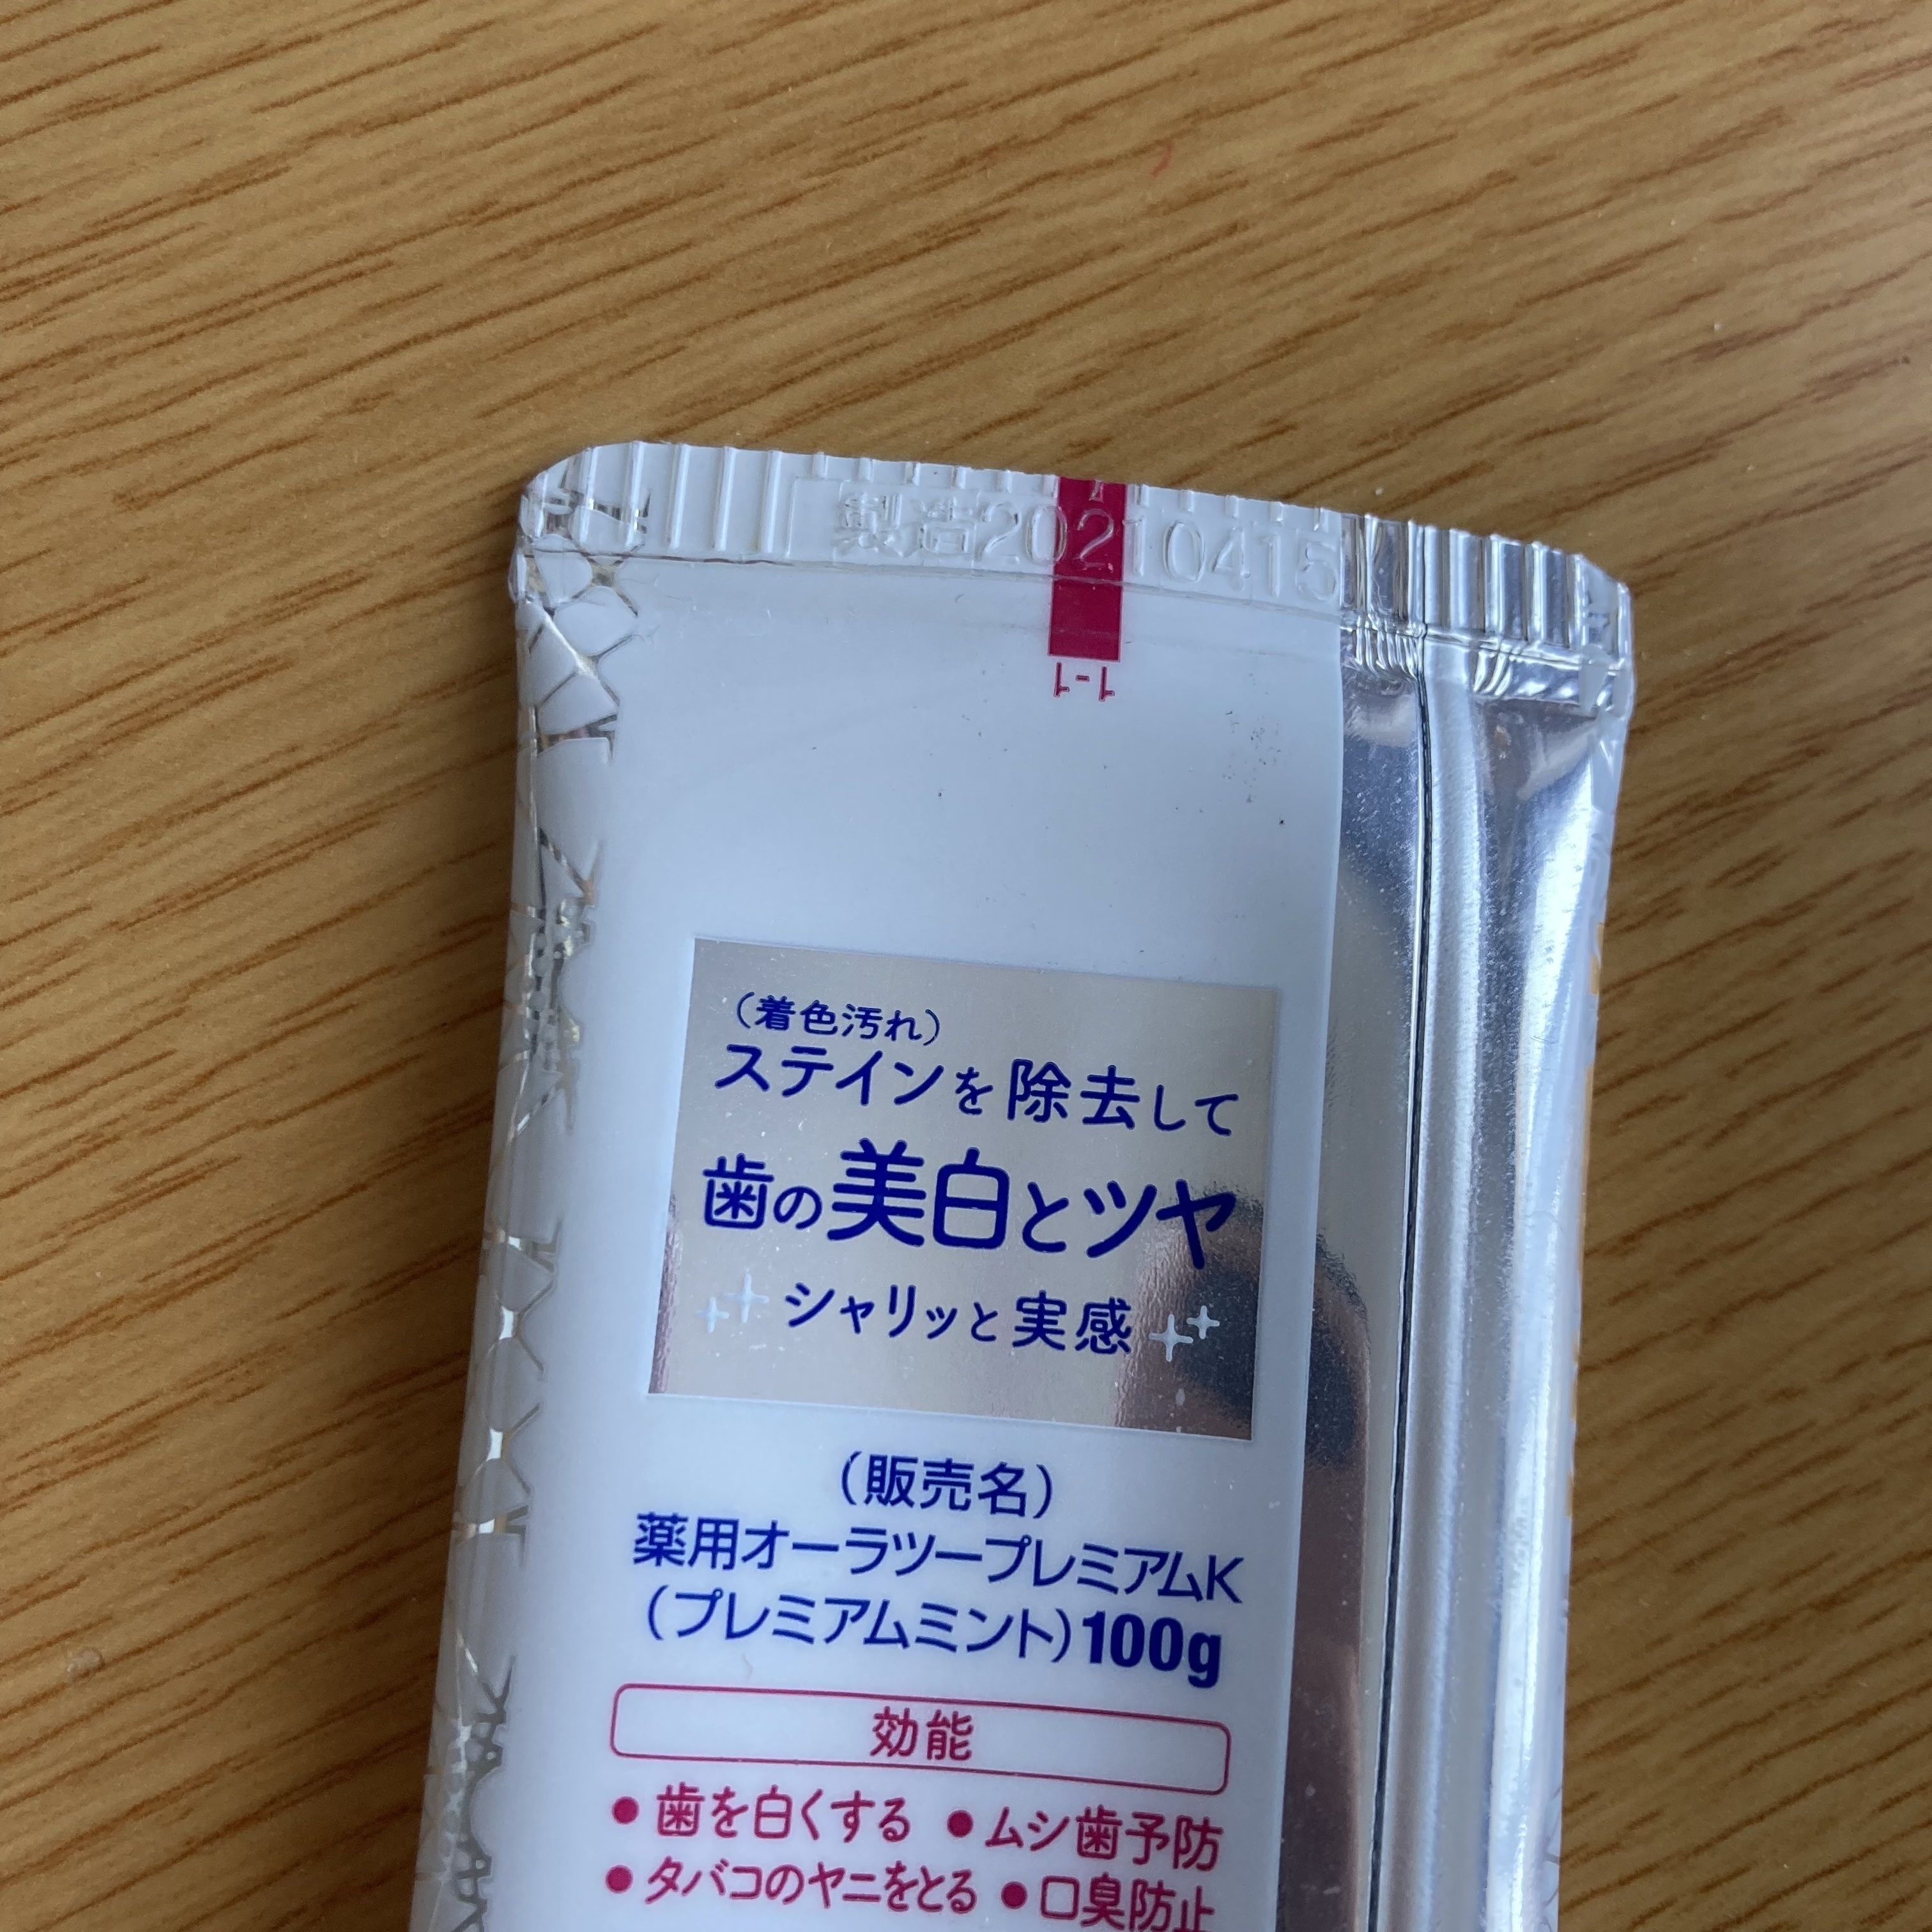 製造20210415
1-1
(着色汚れ)
ステインを除去して
歯の美白とツヤ
シャリッと実感
(販売名)
薬用オーラツープレミアムK
(プレミアムミント)100g
効能
● 歯を白くする ● ムシ歯予防
● タバコのヤニをとる ● 口臭防止